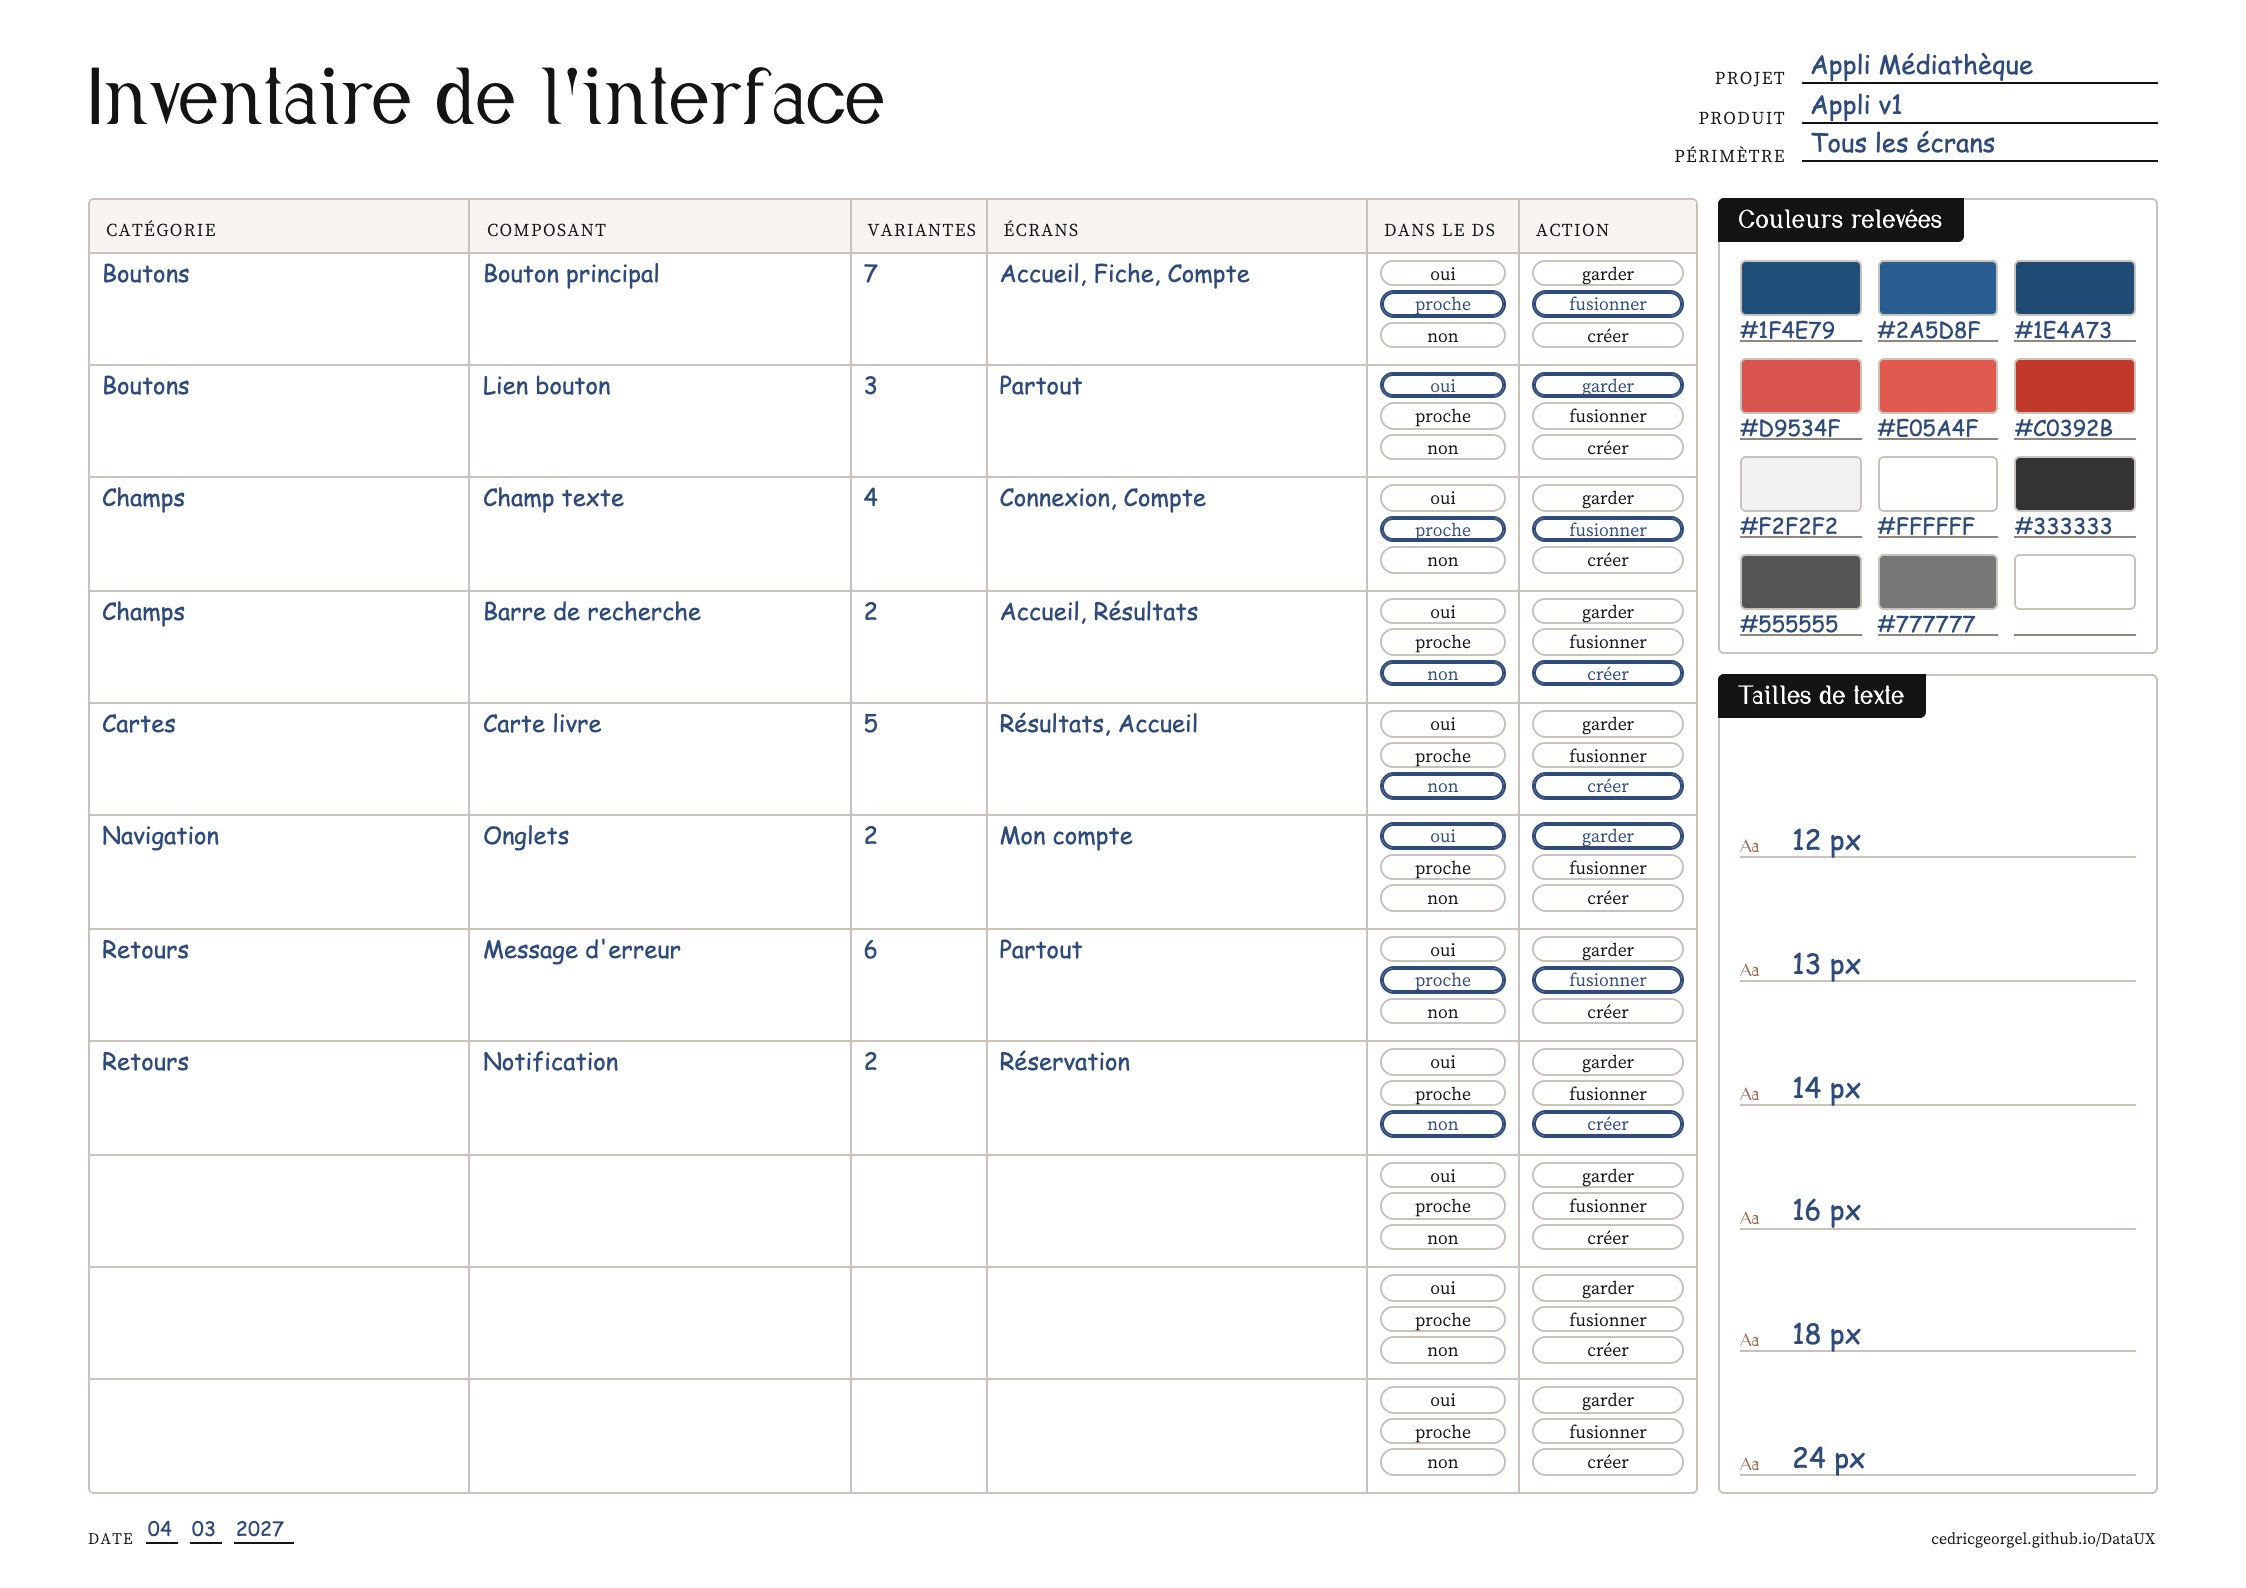 Inventaire de l'interface
PROJET Appli Médiathèque
PRODUIT Appli v1
PÉRIMÈTRE Tous les écrans
CATÉGORIE COMPOSANT VARIANTES ÉCRANS DANS LE DS ACTION
Boutons Bouton principal 7 Accueil, Fiche, Compte oui garder
proche fusionner
non créer
Boutons Lien bouton 3 Partout oui garder
proche fusionner
non créer
Champs Champ texte 4 Connexion, Compte oui garder
proche fusionner
non créer
Champs Barre de recherche 2 Accueil, Résultats oui garder
proche fusionner
non créer
Cartes Carte livre 5 Résultats, Accueil oui garder
proche fusionner
non créer
Navigation Onglets 2 Mon compte oui garder
proche fusionner
non créer
Retours Message d'erreur 6 Partout oui garder
proche fusionner
non créer
Retours Notification 2 Réservation oui garder
proche fusionner
non créer
oui garder
proche fusionner
non créer
oui garder
proche fusionner
non créer
oui garder
proche fusionner
non créer
Couleurs relevées
#1F4E79 #2A5D8F #1E4A73
#D9534F #E05A4F #C0392B
#F2F2F2 #FFFFFF #333333
#555555 #777777
Tailles de texte
Aa 12 px
Aa 13 px
Aa 14 px
Aa 16 px
Aa 18 px
Aa 24 px
DATE 04 03 2027
cedricgeorgel.github.io/DataUX